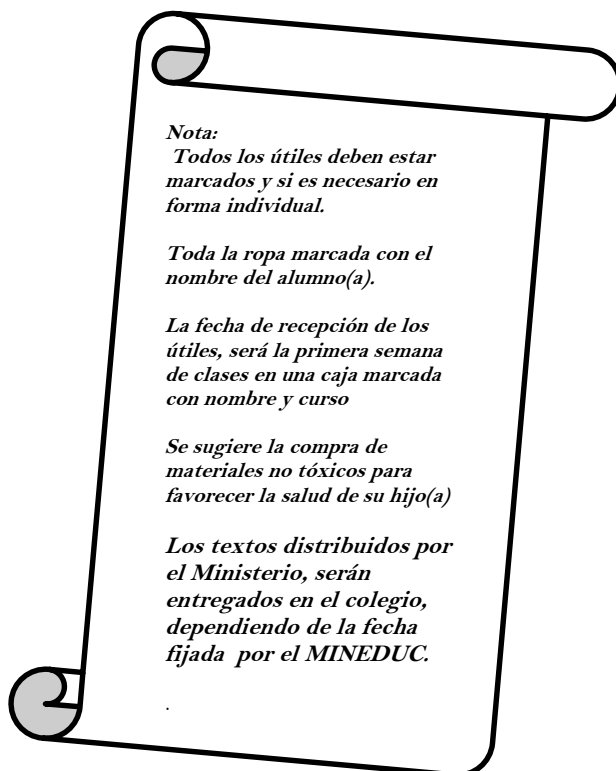 Nota:
Todos los útiles deben estar
marcados y si es necesario en
forma individual.
Toda la ropa marcada con el
nombre del alumno(a).
La fecha de recepción de los
útiles, será la primera semana
de clases en una caja marcada
con nombre y curso
Se sugiere la compra de
materiales no tóxicos para
favorecer la salud de su hijo(a)
Los textos distribuidos por
el Ministerio, serán
entregados en el colegio,
dependiendo de la fecha
fijada por el MINEDUC.
.